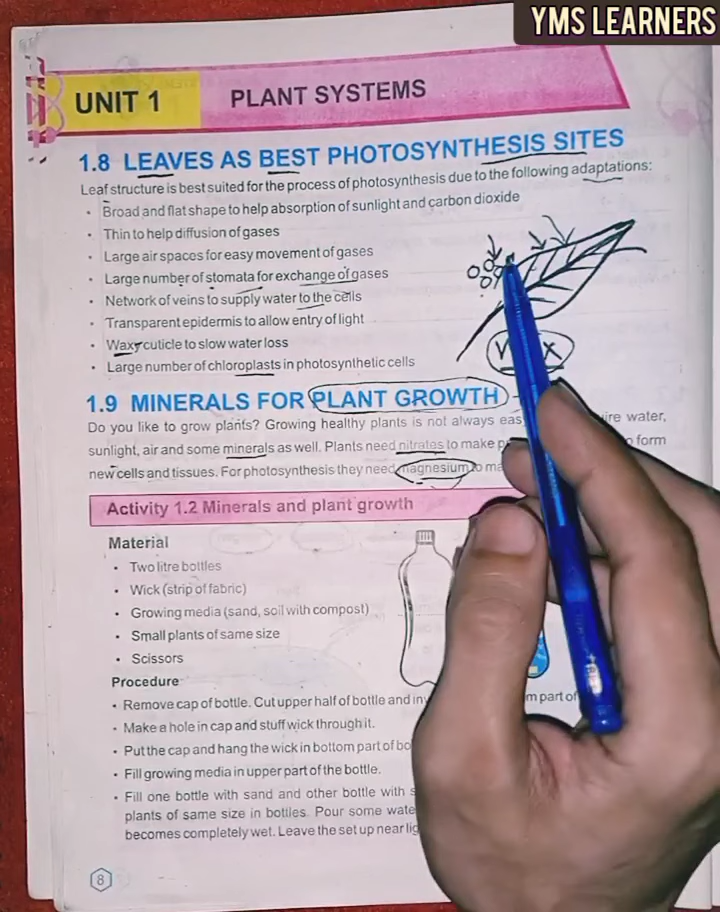 YMS LEARNERS
UNIT 1
PLANT SYSTEMS
1.8 LEAVES AS BEST PHOTOSYNTHESIS SITES
Leaf structure is best suited for the process of photosynthesis due to the following adaptations:
• Broad and flat shape to help absorption of sunlight and carbon dioxide
• Thin to help diffusion of gases
• Large air spaces for easy movement of gases
• Large number of stomata for exchange of gases
• Network of veins to supply water to the cells
• Transparent epidermis to allow entry of light
• Waxy cuticle to slow water loss
• Large number of chloroplasts in photosynthetic cells
1.9 MINERALS FOR PLANT GROWTH
Do you like to grow plants? Growing healthy plants is not always water,
sunlight, air and some minerals as well. Plants need nitrates to make form
new cells and tissues. For photosynthesis they need magnesium to
Activity 1.2 Minerals and plant growth
Material
• Two litre bottles
• Wick (strip of fabric)
• Growing media (sand, soil with compost)
• Small plants of same size
• Scissors
Procedure
• Remove cap of bottle. Cut upper half of bottle and part of
• Make a hole in cap and stuff wick through it.
• Put the cap and hang the wick in bottom part of
• Fill growing media in upper part of the bottle.
• Fill one bottle with sand and other bottle with
plants of same size in bottles. Pour some
becomes completely wet. Leave the set up near
8